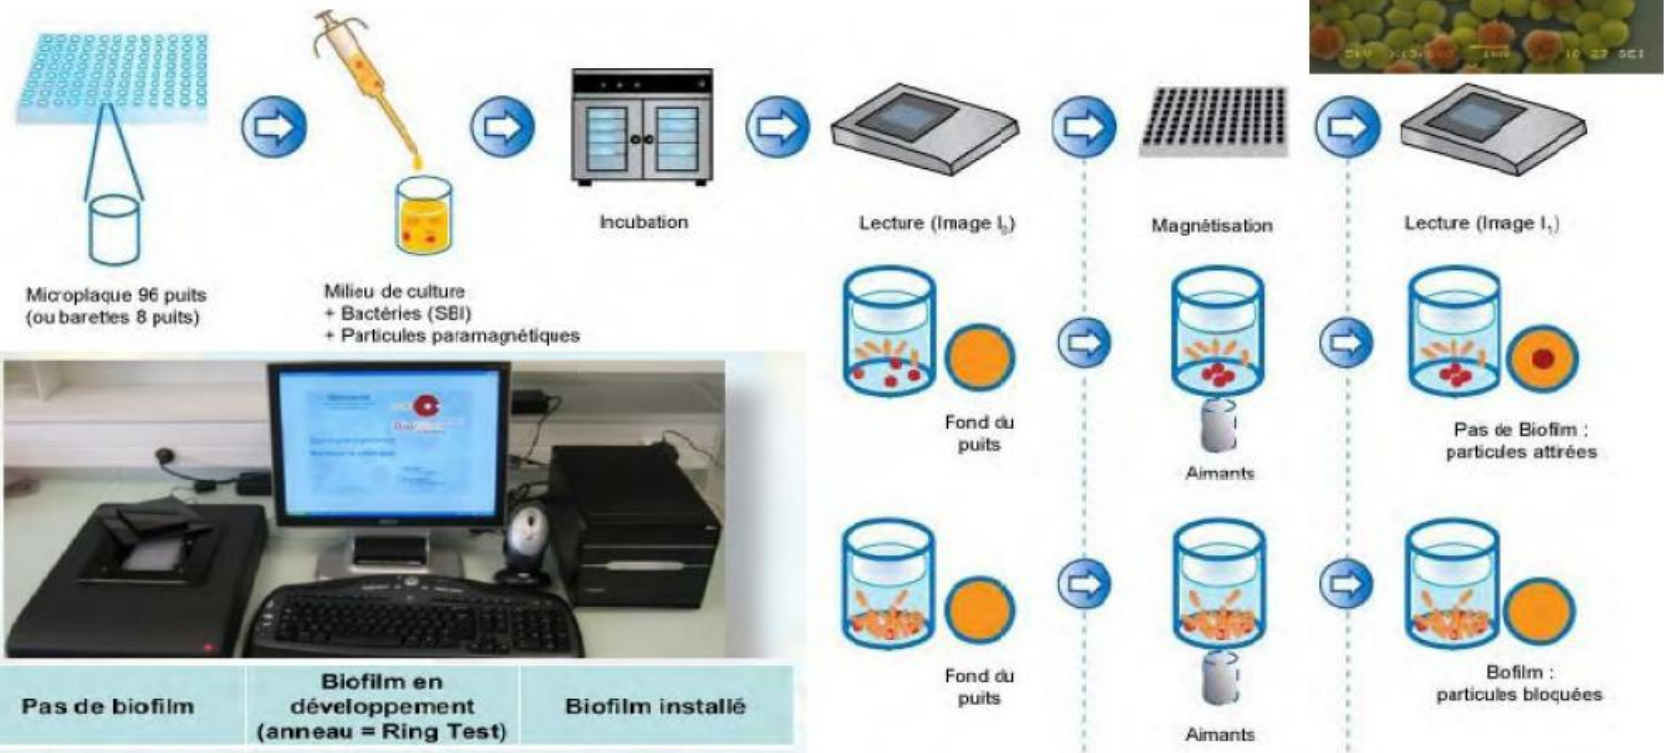 Microplaque 96 puits
(ou barettes 8 puits)
Milieu de culture
+ Bactéries (SBI)
+ Particules paramagnétiques
Incubation
Lecture (Image I₀)
Magnétisation
Lecture (Image I₁)
Fond du
puits
Aimants
Pas de Biofilm :
particules attirées
Fond du
puits
Aimants
Bofilm :
particules bloquées
Pas de biofilm
Biofilm en
développement
(anneau = Ring Test)
Biofilm installé